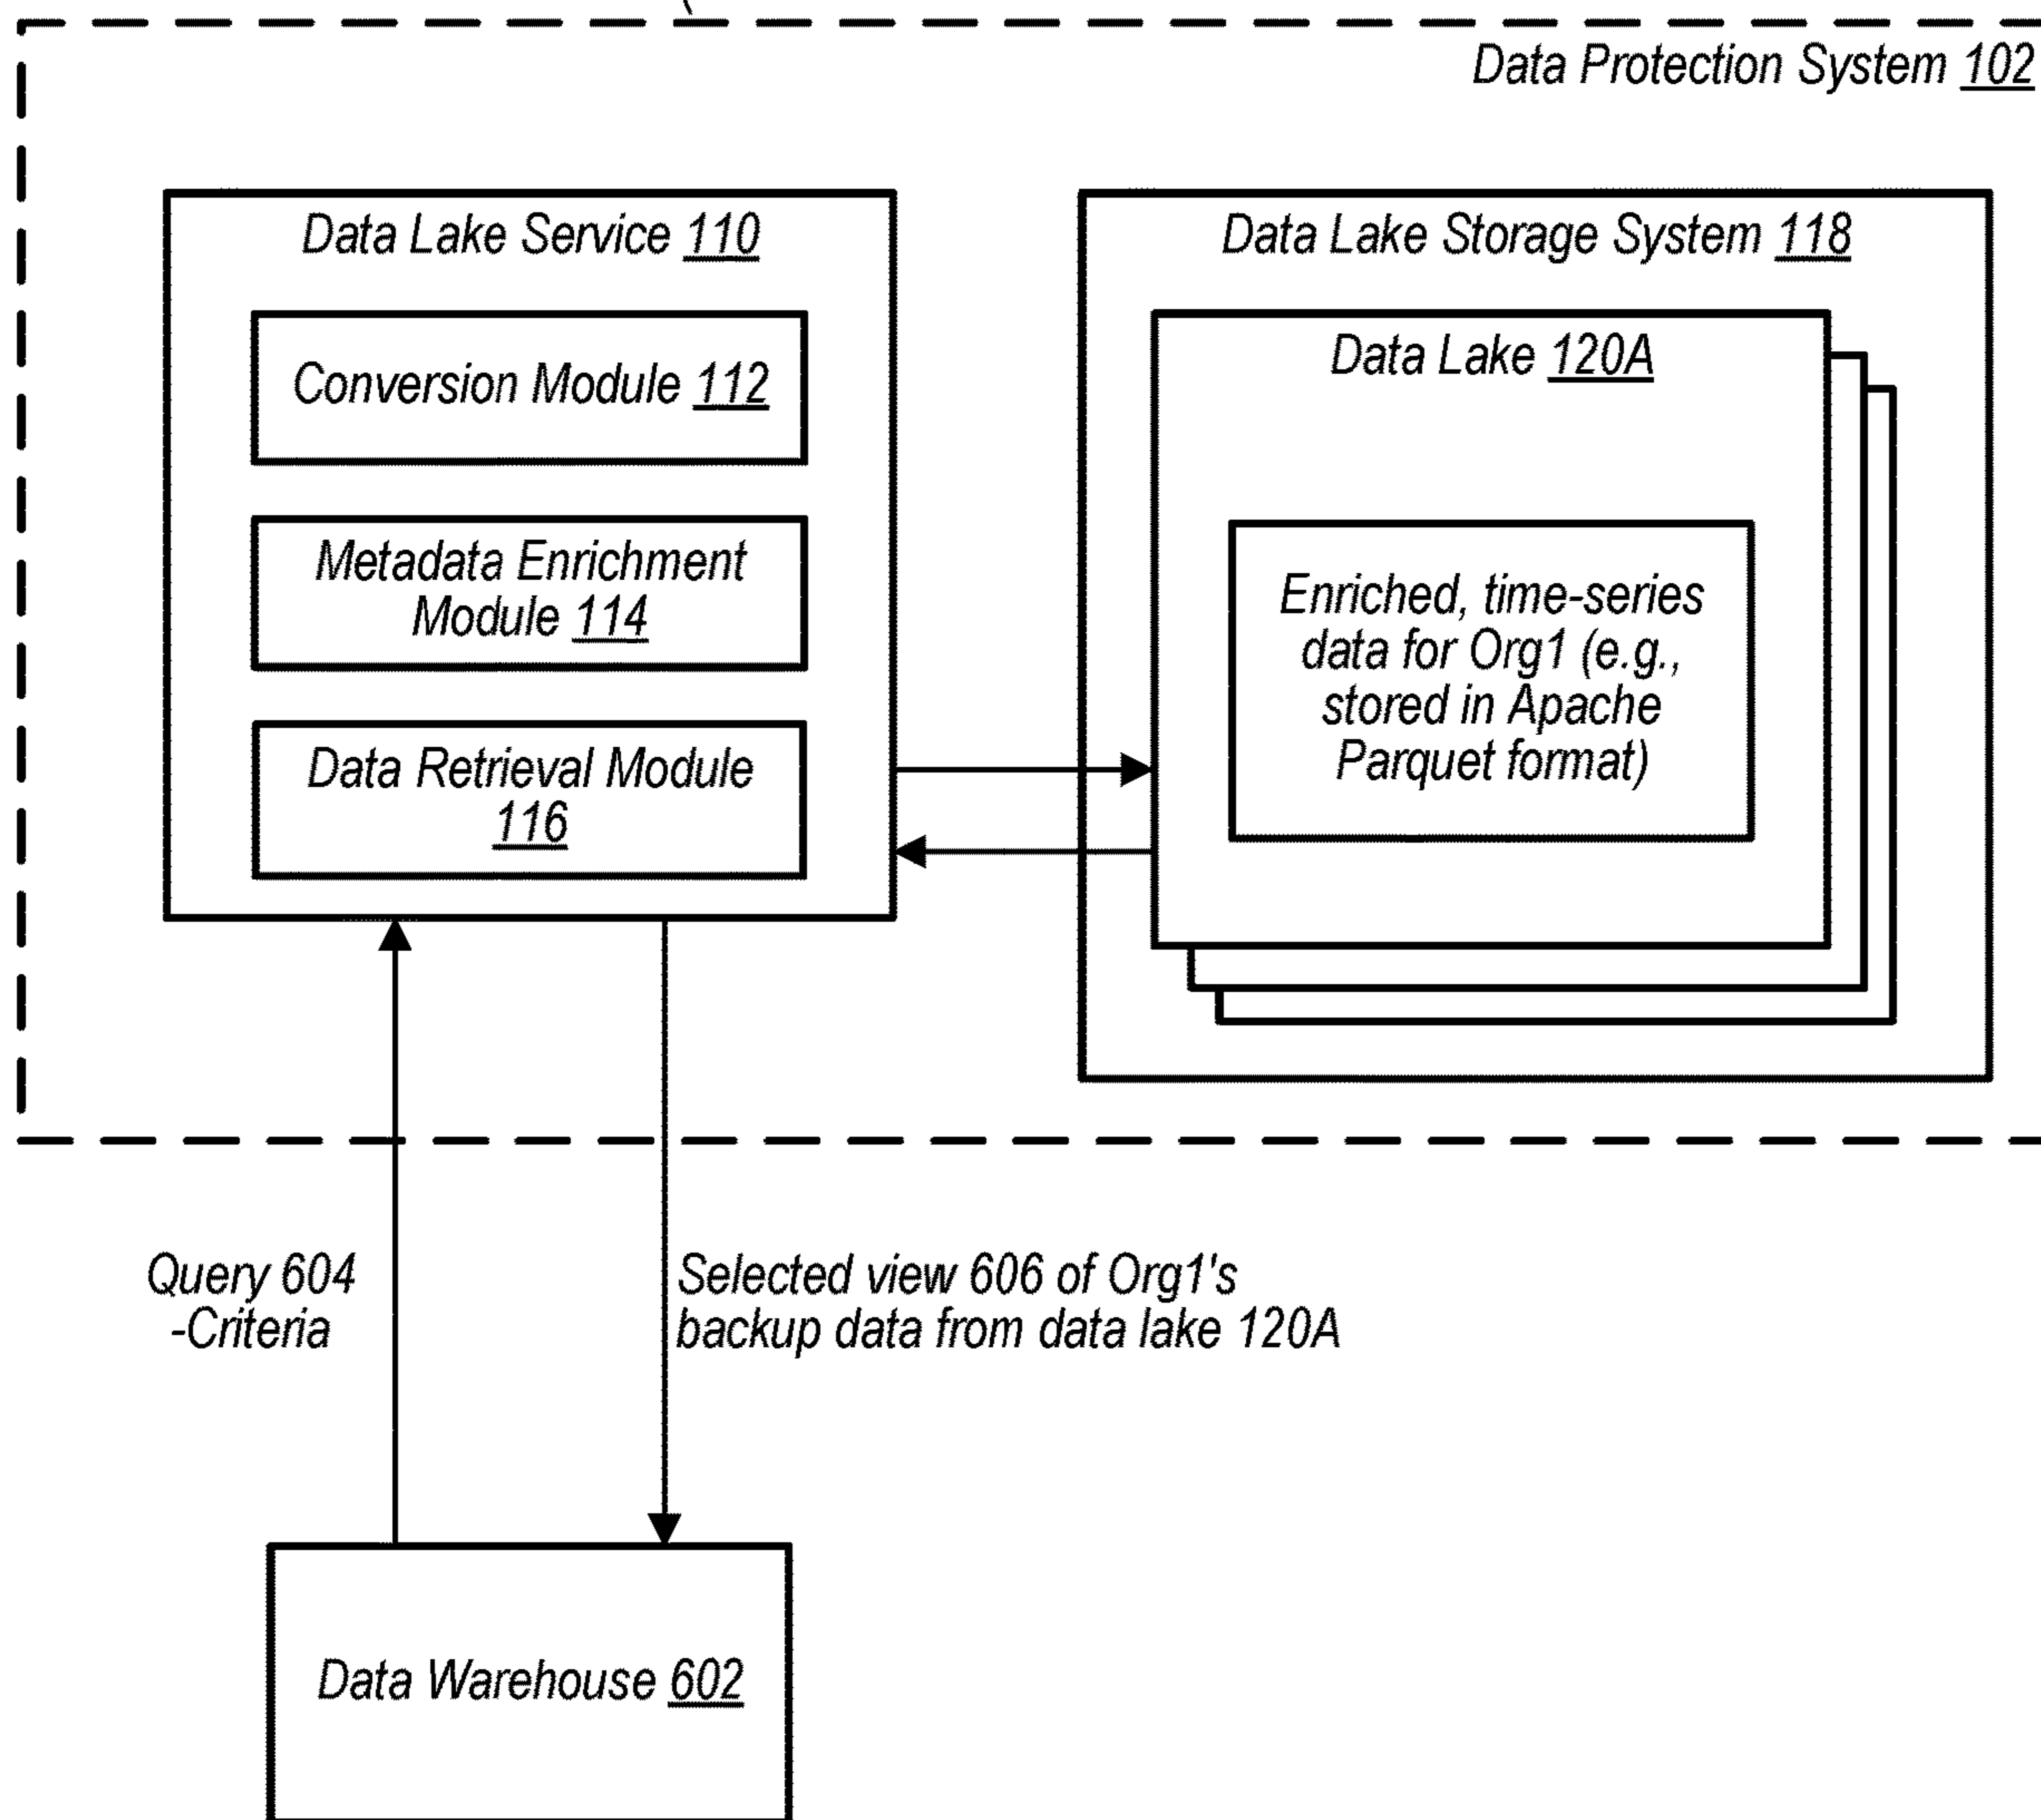 Data Protection System 102
Data Lake Service 110
Conversion Module 112
Metadata Enrichment
Module 114
Data Retrieval Module
116
Data Lake Storage System 118
Data Lake 120A
Enriched, time-series
data for Org1 (e.g.,
stored in Apache
Parquet format)
Query 604
-Criteria
Selected view 606 of Org1's
backup data from data lake 120A
Data Warehouse 602